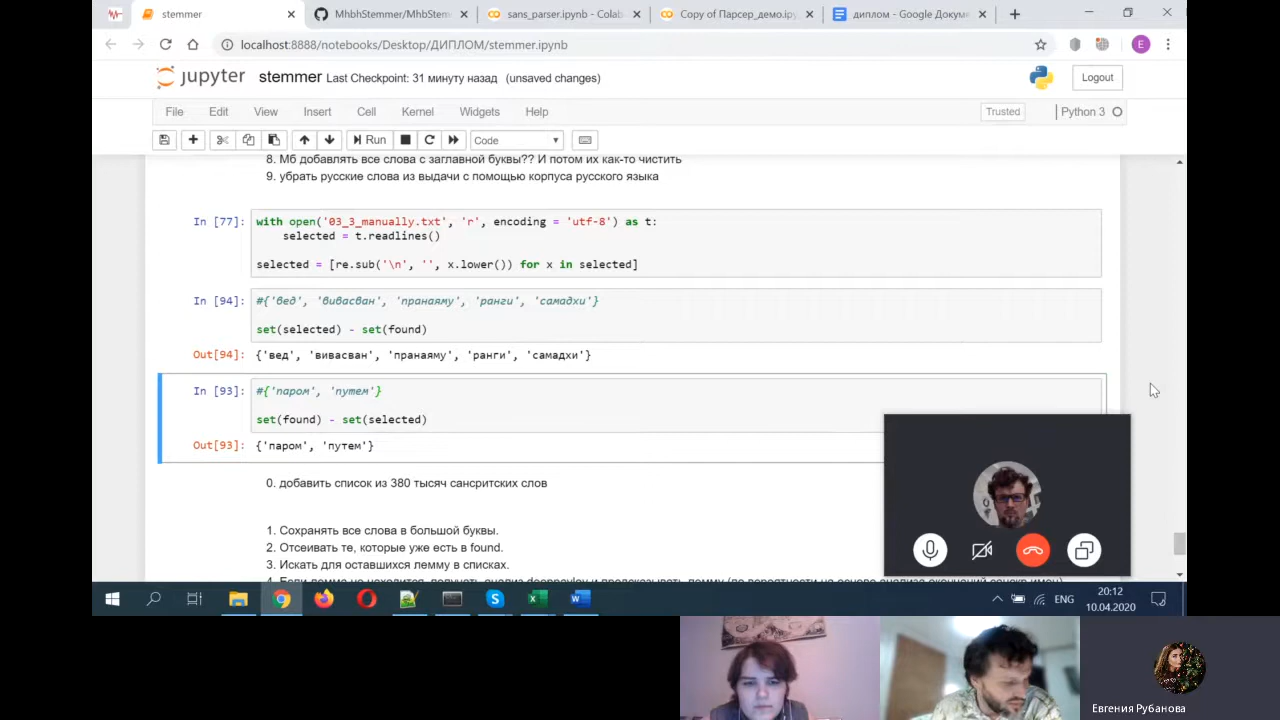 stemmer
MhbhStemmer/MhbStem
sans_parser.ipynb - Colab
Copy of Парсер_демо.ipy
диплом - Google Докуме
localhost:8888/notebooks/Desktop/ДИПЛОМ/stemmer.ipynb
E
jupyter stemmer Last Checkpoint: 31 минуту назад (unsaved changes)
Logout
File Edit View Insert Cell Kernel Widgets Help
Trusted
Python 3
Run
Code
8. Мб добавлять все слова с заглавной буквы?? И потом их как-то чистить
9. убрать русские слова из выдачи с помощью корпуса русского языка
In [77]: with open('03_3_manually.txt', 'r', encoding = 'utf-8') as t:
selected = t.readlines()
selected = [re.sub('\n', '', x.lower()) for x in selected]
In [94]: #{'вед', 'вивасван', 'пранаяму', 'ранги', 'самадхи'}
set(selected) - set(found)
Out[94]: {'вед', 'вивасван', 'пранаяму', 'ранги', 'самадхи'}
In [93]: #{'паром', 'путем'}
set(found) - set(selected)
Out[93]: {'паром', 'путем'}
0. добавить список из 380 тысяч сансритских слов
1. Сохранять все слова в большой буквы.
2. Отсеивать те, которые уже есть в found.
3. Искать для оставшихся лемму в списках.
ENG
20:12
10.04.2020
Евгения Рубанова